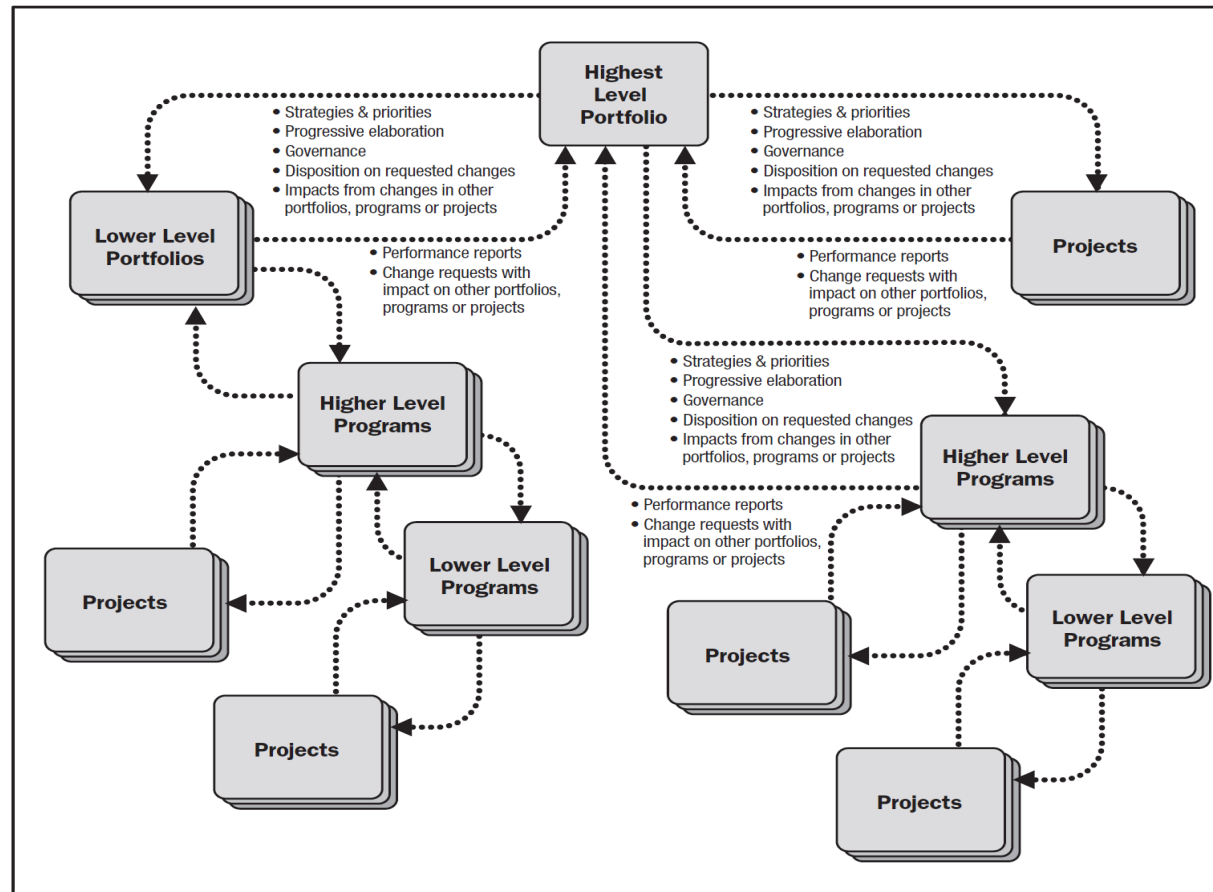 Highest
Level
Portfolio
• Strategies & priorities
• Progressive elaboration
• Governance
• Disposition on requested changes
• Impacts from changes in other
portfolios, programs or projects
• Strategies & priorities
• Progressive elaboration
• Governance
• Disposition on requested changes
• Impacts from changes in other
portfolios, programs or projects
Lower Level
Portfolios
Projects
• Performance reports
• Change requests with
impact on other portfolios,
programs or projects
• Performance reports
• Change requests with
impact on other portfolios,
programs or projects
Higher Level
Programs
• Strategies & priorities
• Progressive elaboration
• Governance
• Disposition on requested changes
• Impacts from changes in other
portfolios, programs or projects
Higher Level
Programs
• Performance reports
• Change requests with
impact on other portfolios,
programs or projects
Lower Level
Programs
Projects
Lower Level
Programs
Projects
Projects
Projects